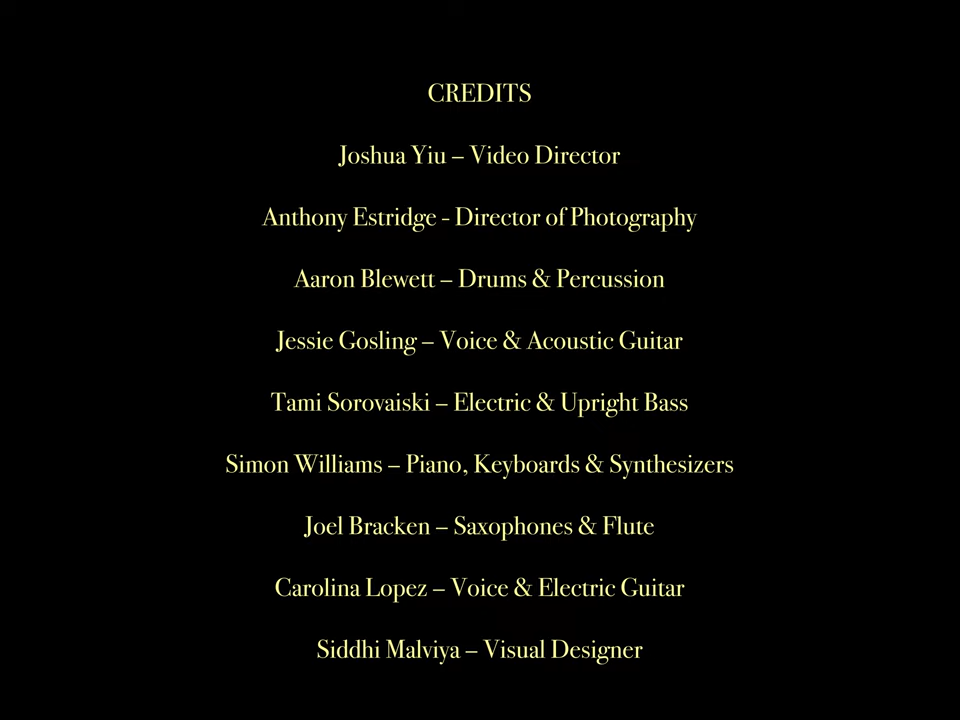 CREDITS
Joshua Yiu – Video Director
Anthony Estridge - Director of Photography
Aaron Blewett – Drums & Percussion
Jessie Gosling – Voice & Acoustic Guitar
Tami Sorovaiski – Electric & Upright Bass
Simon Williams – Piano, Keyboards & Synthesizers
Joel Bracken – Saxophones & Flute
Carolina Lopez – Voice & Electric Guitar
Siddhi Malviya – Visual Designer